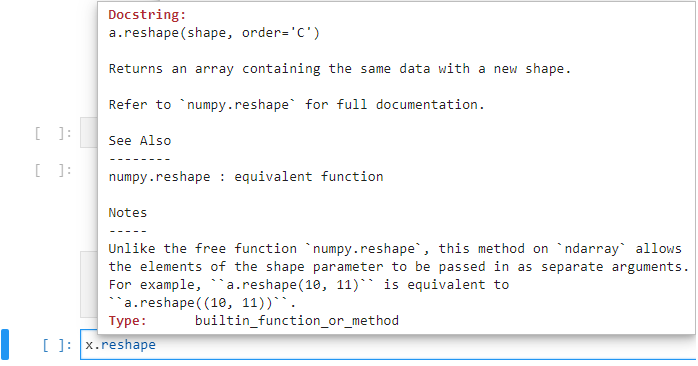 Docstring:
a.reshape(shape, order='C')
Returns an array containing the same data with a new shape.
Refer to `numpy.reshape` for full documentation.
See Also
--------
numpy.reshape : equivalent function
Notes
-----
Unlike the free function `numpy.reshape`, this method on `ndarray` allows
the elements of the shape parameter to be passed in as separate arguments.
For example, ``a.reshape(10, 11)`` is equivalent to
``a.reshape((10, 11))``.
Type:      builtin_function_or_method
[ ]:
[ ]:
[ ]: x.reshape